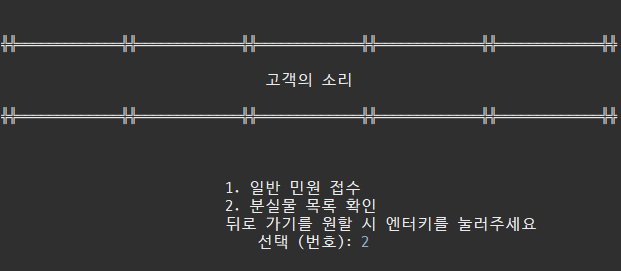 고객의 소리
1. 일반 민원 접수
2. 분실물 목록 확인
뒤로 가기를 원할 시 엔터키를 눌러주세요
선택 (번호): 2